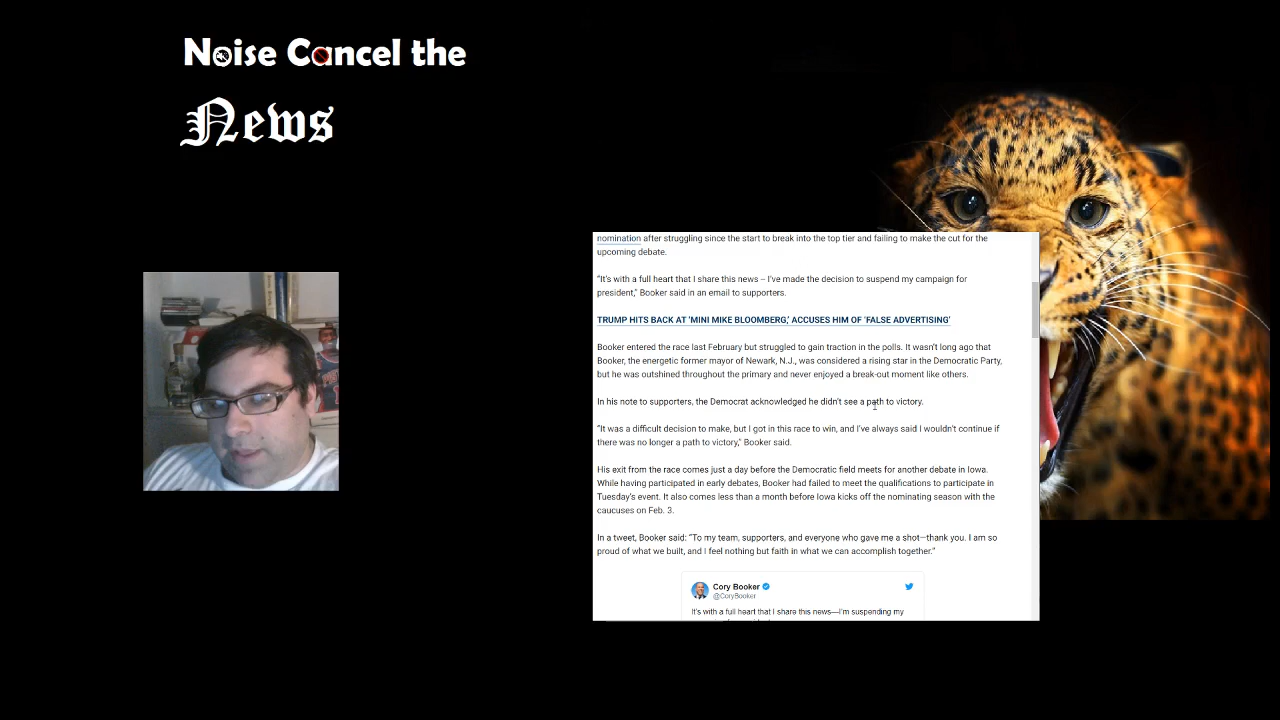 Noise Cancel the
News
nomination after struggling since the start to break into the top tier and failing to make the cut for the
upcoming debate.
“It's with a full heart that I share this news – I've made the decision to suspend my campaign for
president,” Booker said in an email to supporters.
TRUMP HITS BACK AT ‘MINI MIKE BLOOMBERG,’ ACCUSES HIM OF ‘FALSE ADVERTISING’
Booker entered the race last February but struggled to gain traction in the polls. It wasn't long ago that
Booker, the energetic former mayor of Newark, N.J., was considered a rising star in the Democratic Party,
but he was outshined throughout the primary and never enjoyed a break-out moment like others.
In his note to supporters, the Democrat acknowledged he didn't see a path to victory.
“It was a difficult decision to make, but I got in this race to win, and I've always said I wouldn't continue if
there was no longer a path to victory,” Booker said.
His exit from the race comes just a day before the Democratic field meets for another debate in Iowa.
While having participated in early debates, Booker had failed to meet the qualifications to participate in
Tuesday's event. It also comes less than a month before Iowa kicks off the nominating season with the
caucuses on Feb. 3.
In a tweet, Booker said: “To my team, supporters, and everyone who gave me a shot—thank you. I am so
proud of what we built, and I feel nothing but faith in what we can accomplish together.”
Cory Booker
@CoryBooker
It's with a full heart that I share this news—I'm suspending my